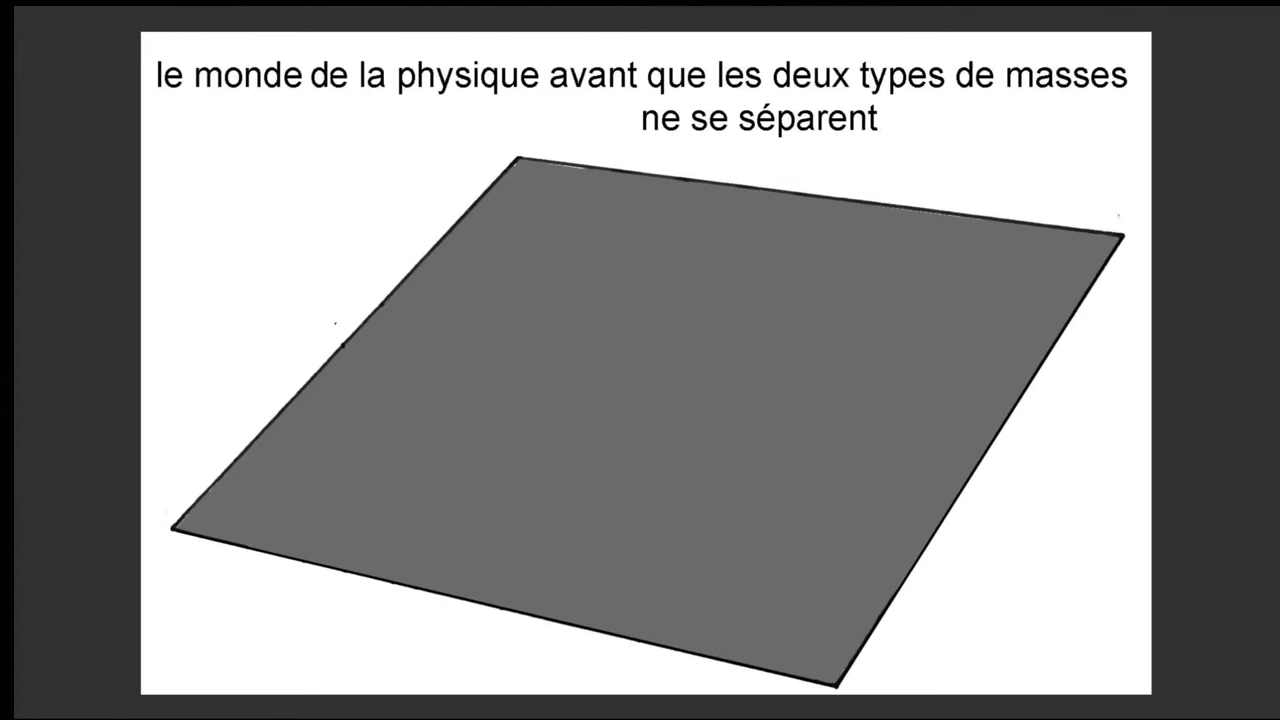 le monde de la physique avant que les deux types de masses
ne se séparent